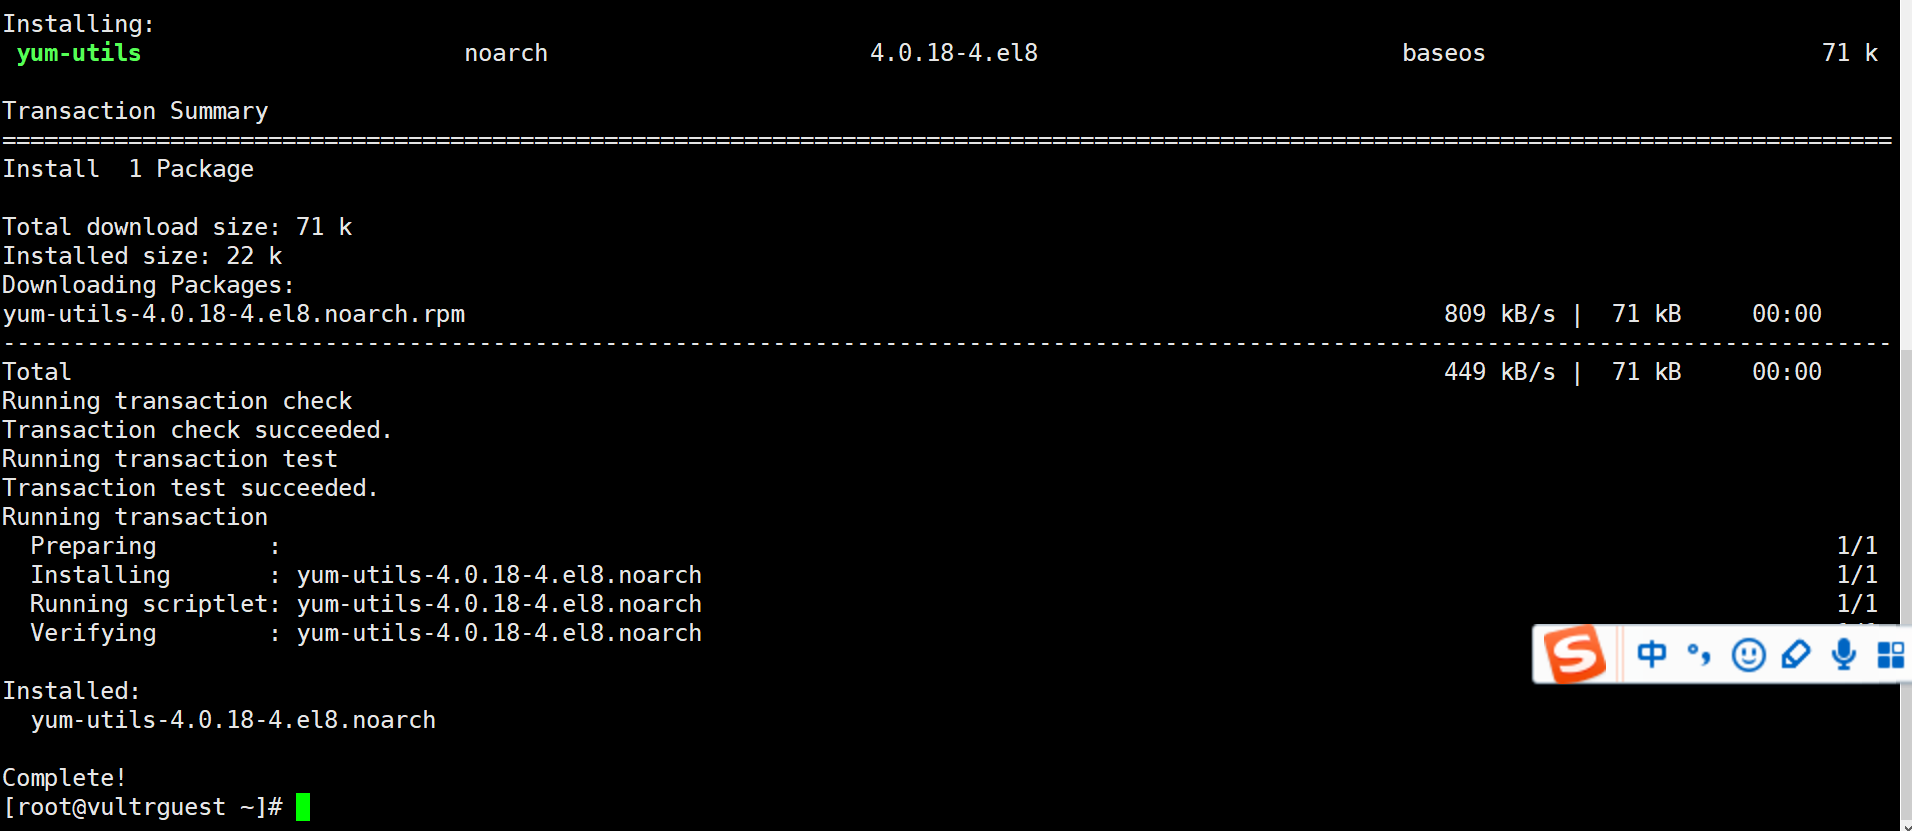 Installing:
yum-utils noarch 4.0.18-4.el8 baseos 71 k
Transaction Summary
================================================================================
Install  1 Package
Total download size: 71 k
Installed size: 22 k
Downloading Packages:
yum-utils-4.0.18-4.el8.noarch.rpm 809 kB/s | 71 kB 00:00
--------------------------------------------------------------------------------
Total 449 kB/s | 71 kB 00:00
Running transaction check
Transaction check succeeded.
Running transaction test
Transaction test succeeded.
Running transaction
Preparing : 1/1
Installing : yum-utils-4.0.18-4.el8.noarch 1/1
Running scriptlet: yum-utils-4.0.18-4.el8.noarch 1/1
Verifying : yum-utils-4.0.18-4.el8.noarch
S 中 °,
Installed:
yum-utils-4.0.18-4.el8.noarch
Complete!
[root@vultrguest ~]#